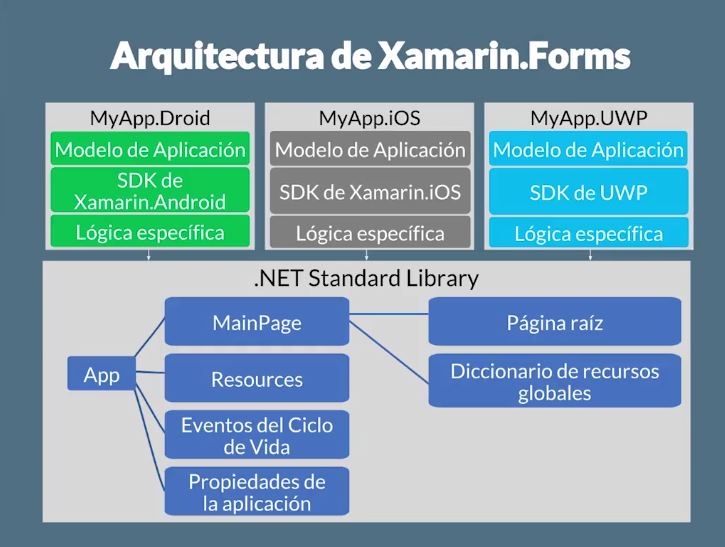 Arquitectura de Xamarin.Forms
MyApp.Droid
Modelo de Aplicación
SDK de
Xamarin.Android
Lógica específica
MyApp.iOS
Modelo de Aplicación
SDK de Xamarin.iOS
Lógica específica
MyApp.UWP
Modelo de Aplicación
SDK de UWP
Lógica específica
.NET Standard Library
App
MainPage
Resources
Eventos del Ciclo
de Vida
Propiedades de
la aplicación
Página raíz
Diccionario de recursos
globales